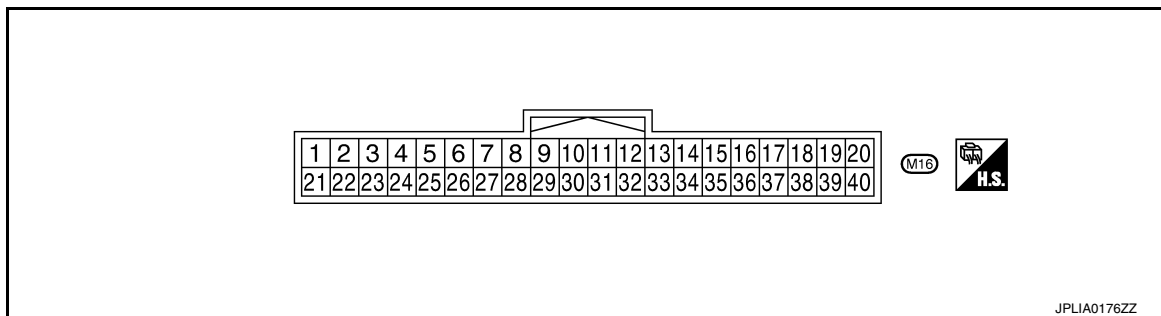 1 2 3 4 5 6 7 8 9 10 11 12 13 14 15 16 17 18 19 20
21 22 23 24 25 26 27 28 29 30 31 32 33 34 35 36 37 38 39 40
M16
H.S.
JPLIA0176ZZ